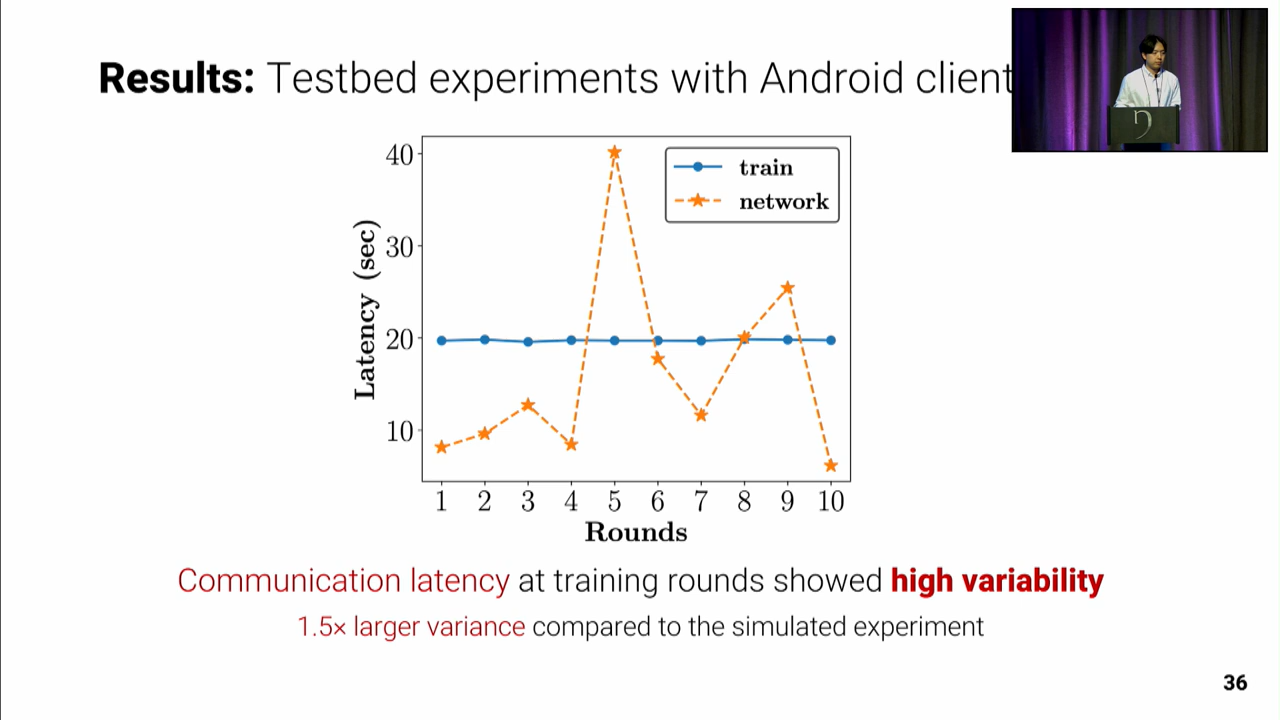 Results: Testbed experiments with Android client
40
30
20
10
Latency (sec)
train
network
1 2 3 4 5 6 7 8 9 10
Rounds
Communication latency at training rounds showed high variability
1.5× larger variance compared to the simulated experiment
36